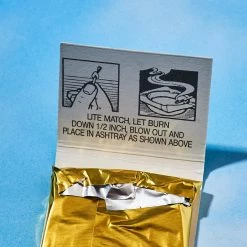 LITE MATCH, LET BURN
DOWN 1/2 INCH, BLOW OUT AND
PLACE IN ASHTRAY AS SHOWN ABOVE